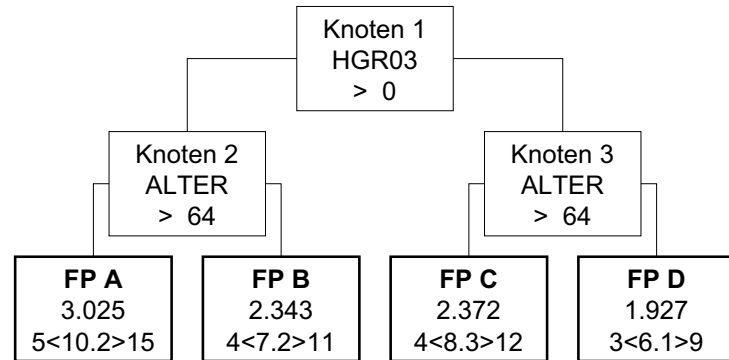 Knoten 1
HGR03
> 0
Knoten 2
ALTER
> 64
Knoten 3
ALTER
> 64
FP A
3.025
5<10.2>15
FP B
2.343
4<7.2>11
FP C
2.372
4<8.3>12
FP D
1.927
3<6.1>9